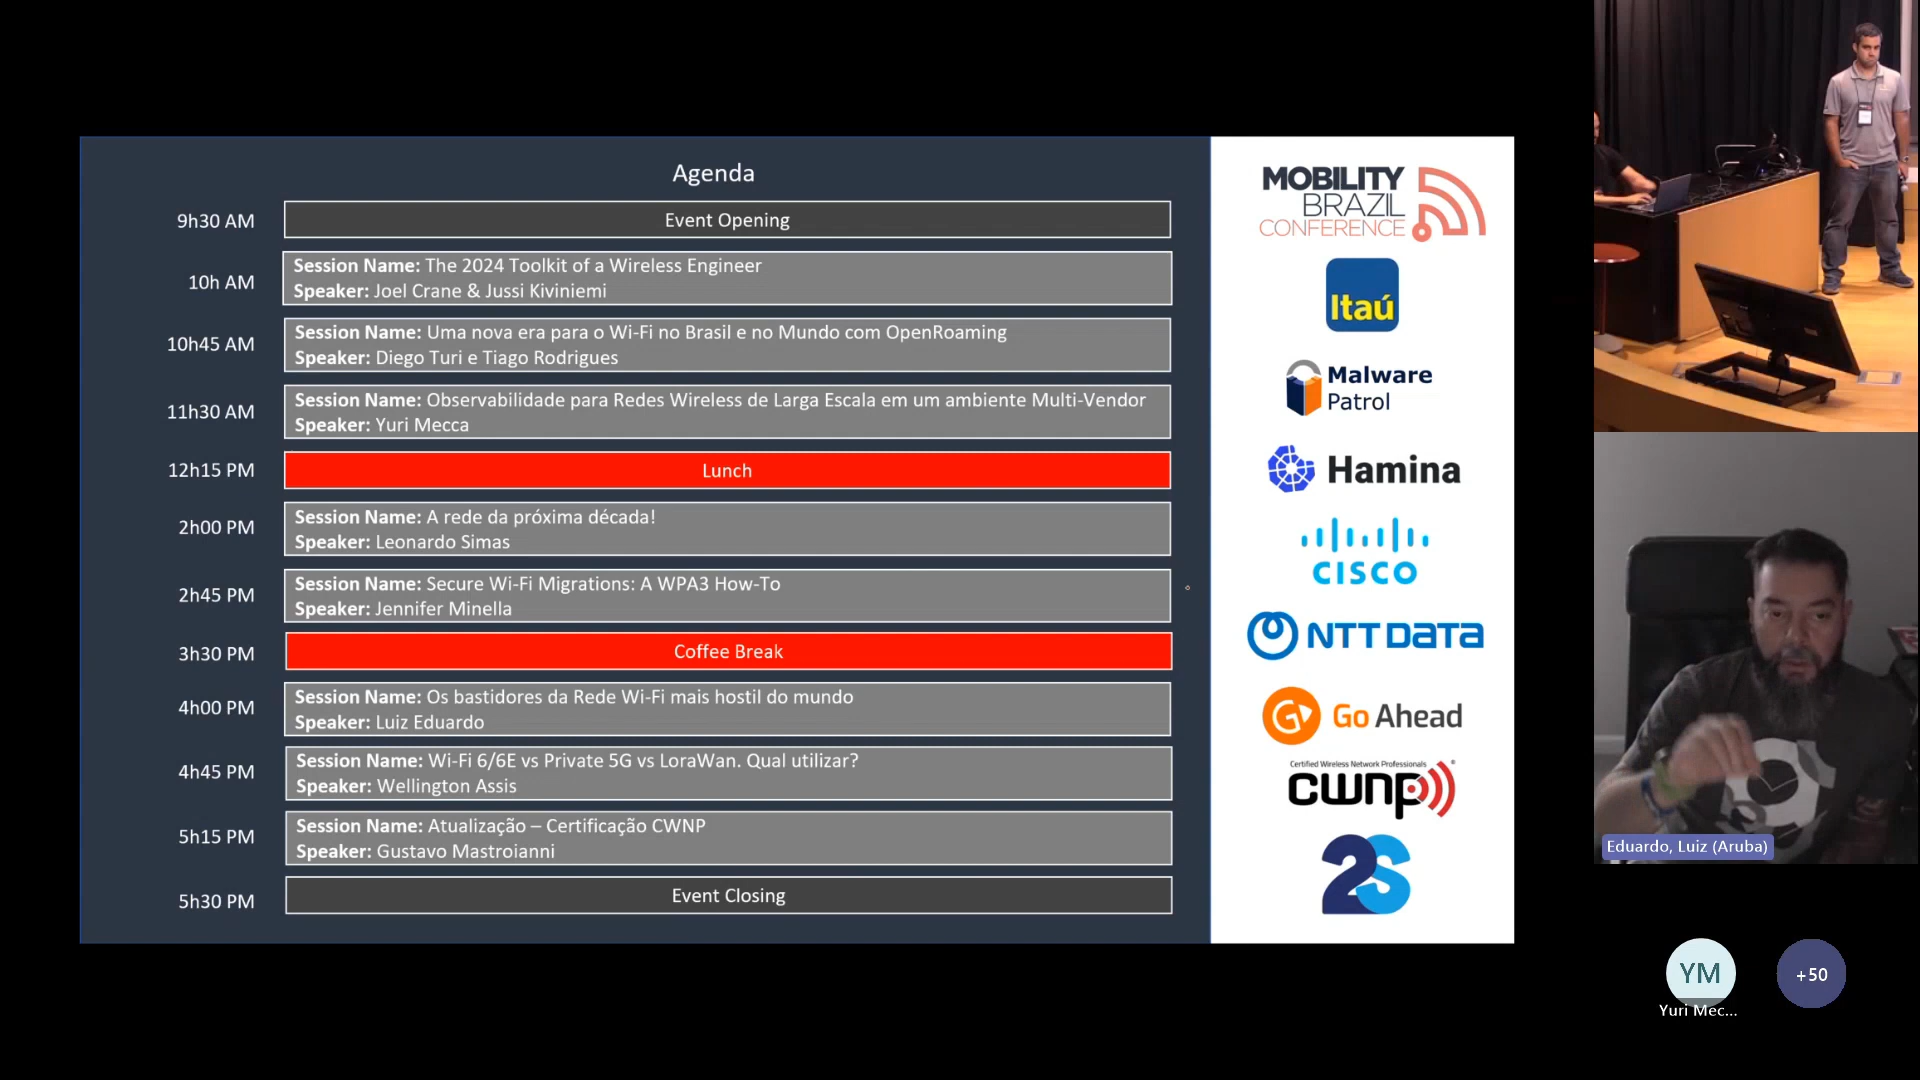 Agenda
9h30 AM
Event Opening
10h AM
Session Name: The 2024 Toolkit of a Wireless Engineer
Speaker: Joel Crane & Jussi Kiviniemi
10h45 AM
Session Name: Uma nova era para o Wi-Fi no Brasil e no Mundo com OpenRoaming
Speaker: Diego Turi e Tiago Rodrigues
11h30 AM
Session Name: Observabilidade para Redes Wireless de Larga Escala em um ambiente Multi-Vendor
Speaker: Yuri Mecca
12h15 PM
Lunch
2h00 PM
Session Name: A rede da próxima década!
Speaker: Leonardo Simas
2h45 PM
Session Name: Secure Wi-Fi Migrations: A WPA3 How-To
Speaker: Jennifer Minella
3h30 PM
Coffee Break
4h00 PM
Session Name: Os bastidores da Rede Wi-Fi mais hostil do mundo
Speaker: Luiz Eduardo
4h45 PM
Session Name: Wi-Fi 6/6E vs Private 5G vs LoraWan. Qual utilizar?
Speaker: Wellington Assis
5h15 PM
Session Name: Atualização – Certificação CWNP
Speaker: Gustavo Mastroianni
5h30 PM
Event Closing
MOBILITY
BRAZIL
CONFERENCE
Itaú
Malware
Patrol
Hamina
CISCO
NTT DATA
Go Ahead
Certified Wireless Network Professionals
CWNP
2S
Eduardo, Luiz (Aruba)
YM
Yuri Mec...
+50